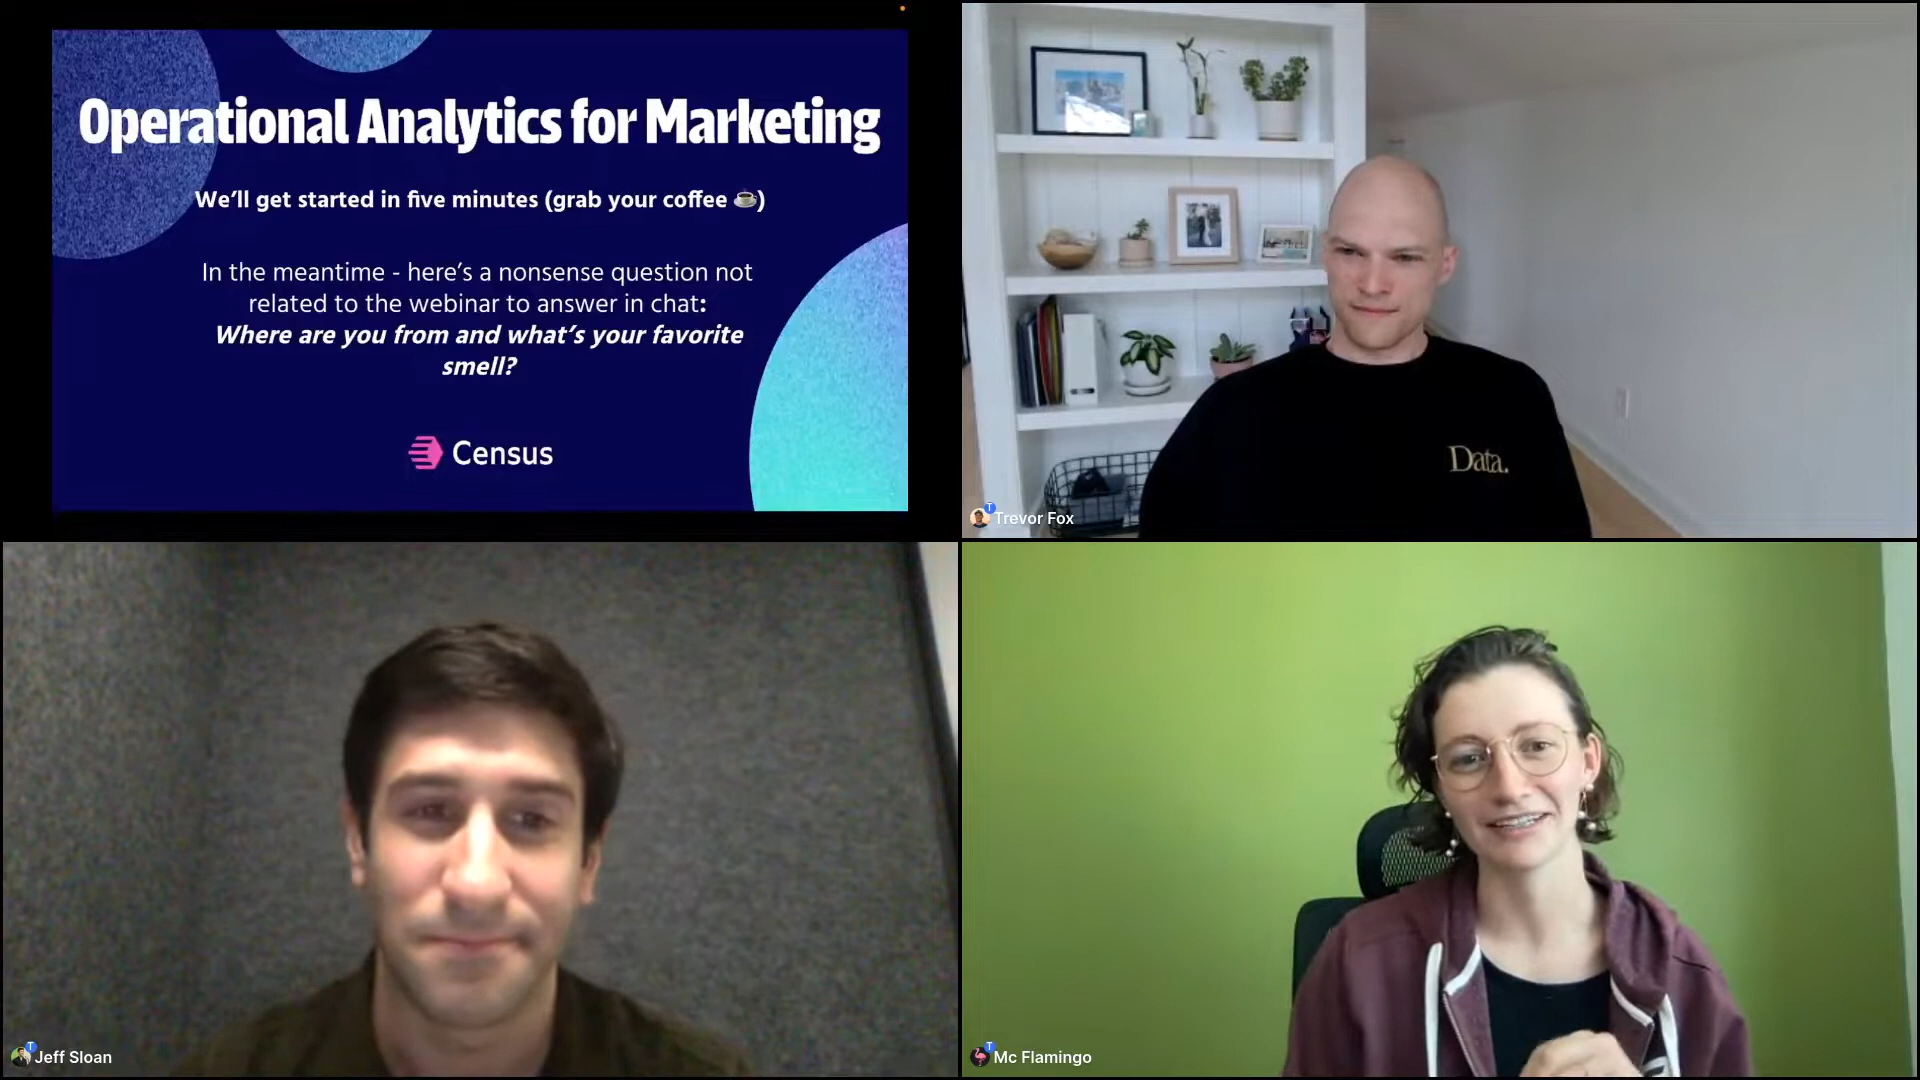 Operational Analytics for Marketing
We’ll get started in five minutes (grab your coffee ☕)
In the meantime - here’s a nonsense question not
related to the webinar to answer in chat:
Where are you from and what’s your favorite
smell?
Census
Data.
T
Trevor Fox
T
Jeff Sloan
T
Mc Flamingo